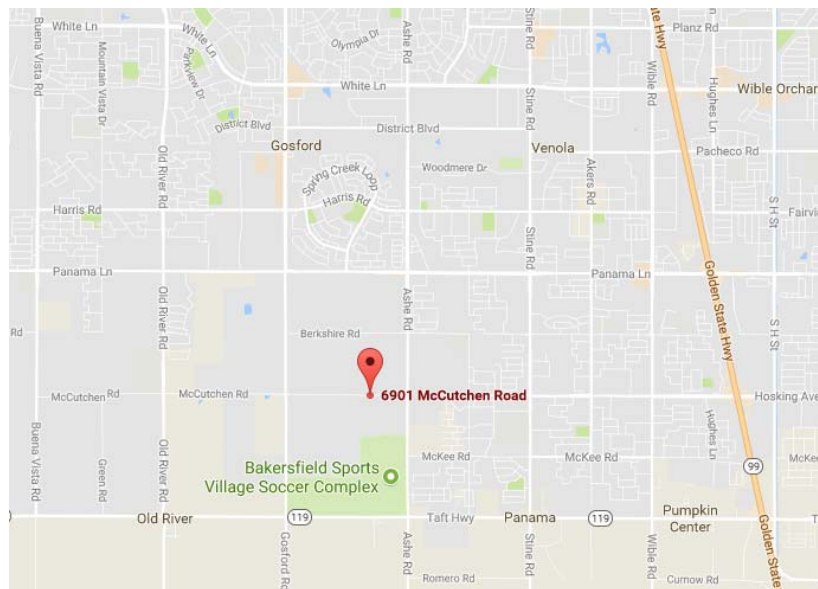 White Ln
Buena Vista Rd
Mountain Vista Dr
Parkview Dr
White Ln
Olympia Dr
Ashe Rd
Planz Rd
State Hwy
Wible Rd
Stine Rd
Hughes Ln
White Ln
Wible Orchar
District Blvd
District Blvd
Gosford
Old River Rd
Spring Creek Loop
Woodmere Dr
Venola
Akers Rd
Pacheco Rd
Harris Rd
Harris Rd
S H St
Fairvi
Stine Rd
Panama Ln
Panama Ln
Golden State Hwy
Old River Rd
Ashe Rd
Rd
Berkshire Rd
S H St
McCutchen Rd
McCutchen Rd
6901 McCutchen Road
Hosking Ave
Buena Vista Rd
Green Rd
Old River Rd
Hughes Ln
McKee Rd
McKee Rd
McKee
Bakersfield Sports
Village Soccer Complex
99
Old River
119
Taft Hwy
Panama
119
Pumpkin
Center
T
Gosford Rd
Ashe Rd
Stine Rd
Wible Rd
Golden State
Romero Rd
Curnow Rd